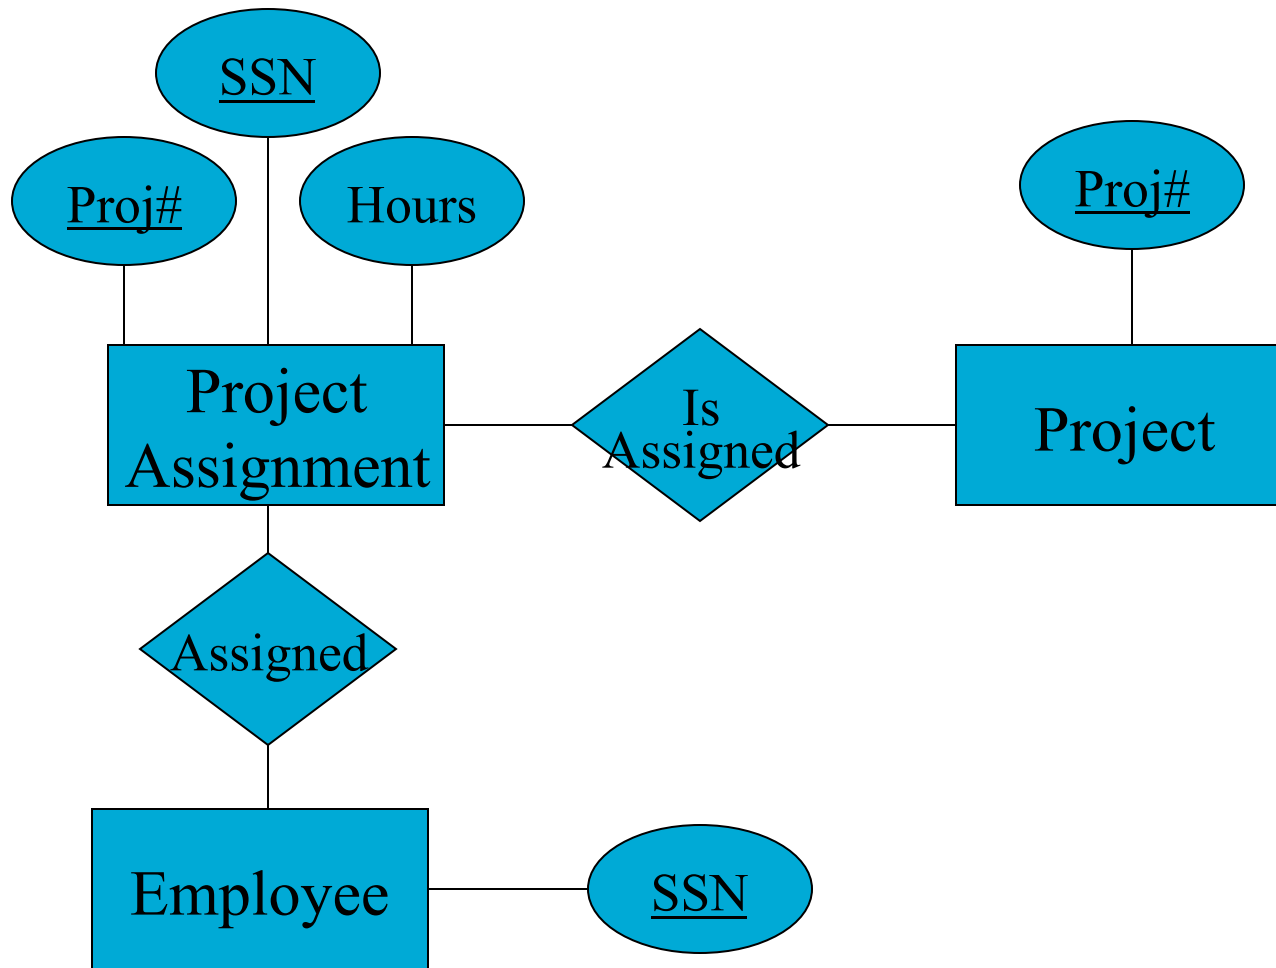 SSN
Proj#
Hours
Proj#
Project
Assignment
Is
Assigned
Project
Assigned
Employee
SSN